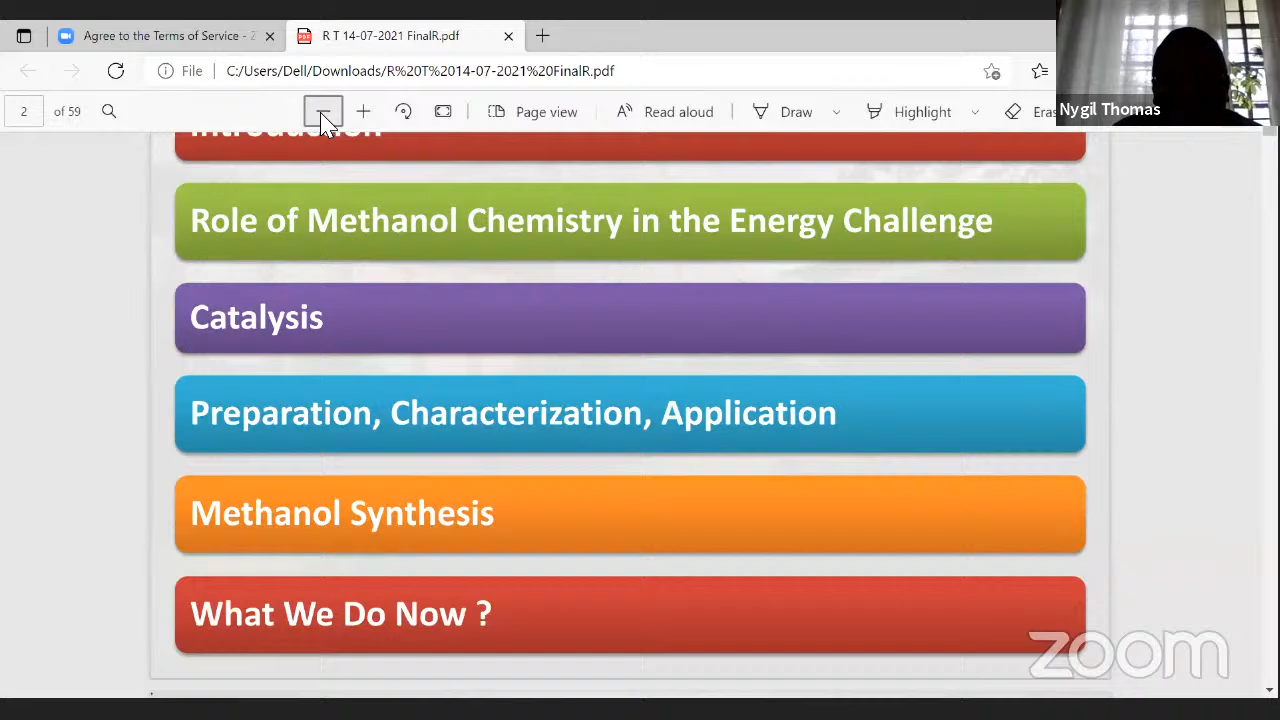 Agree to the Terms of Service - Z
R T 14-07-2021 FinalR.pdf
File
C:/Users/Dell/Downloads/R%20T%2014-07-2021%20FinalR.pdf
2 of 59
Page view
Read aloud
Draw
Highlight
Eras
Nygil Thomas
Introduction
Role of Methanol Chemistry in the Energy Challenge
Catalysis
Preparation, Characterization, Application
Methanol Synthesis
What We Do Now ?
zoom